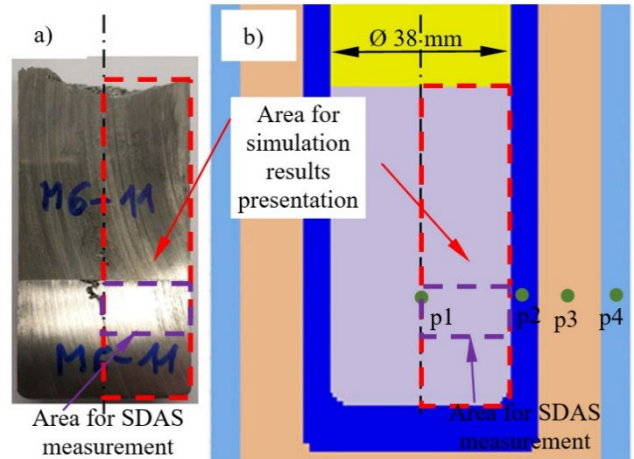 a)
b)
Ø 38 mm
Area for
simulation
results
presentation
M6-11
p1
p2
p3
p4
M6-11
Area for SDAS
measurement
Area for SDAS
measurement